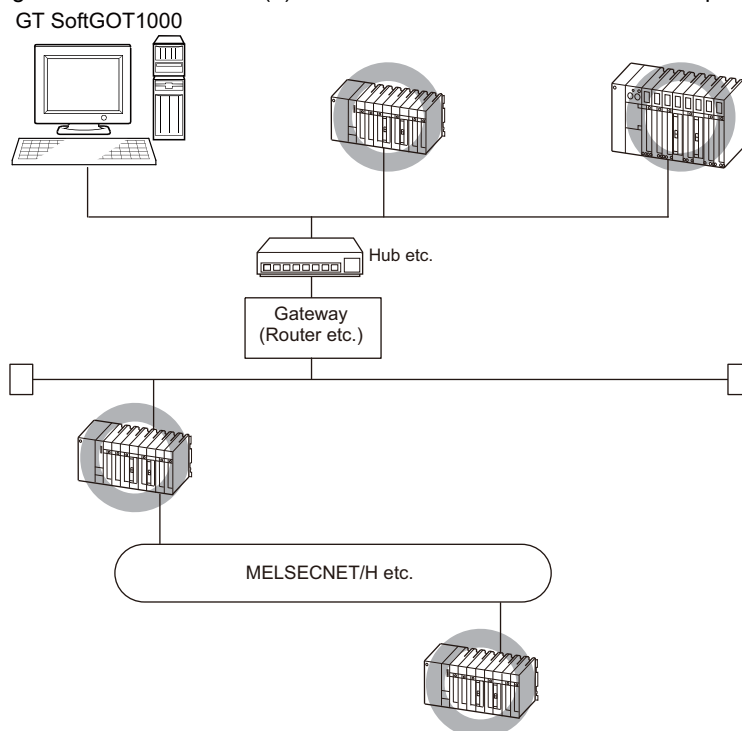 GT SoftGOT1000
Hub etc.
Gateway
(Router etc.)
MELSECNET/H etc.